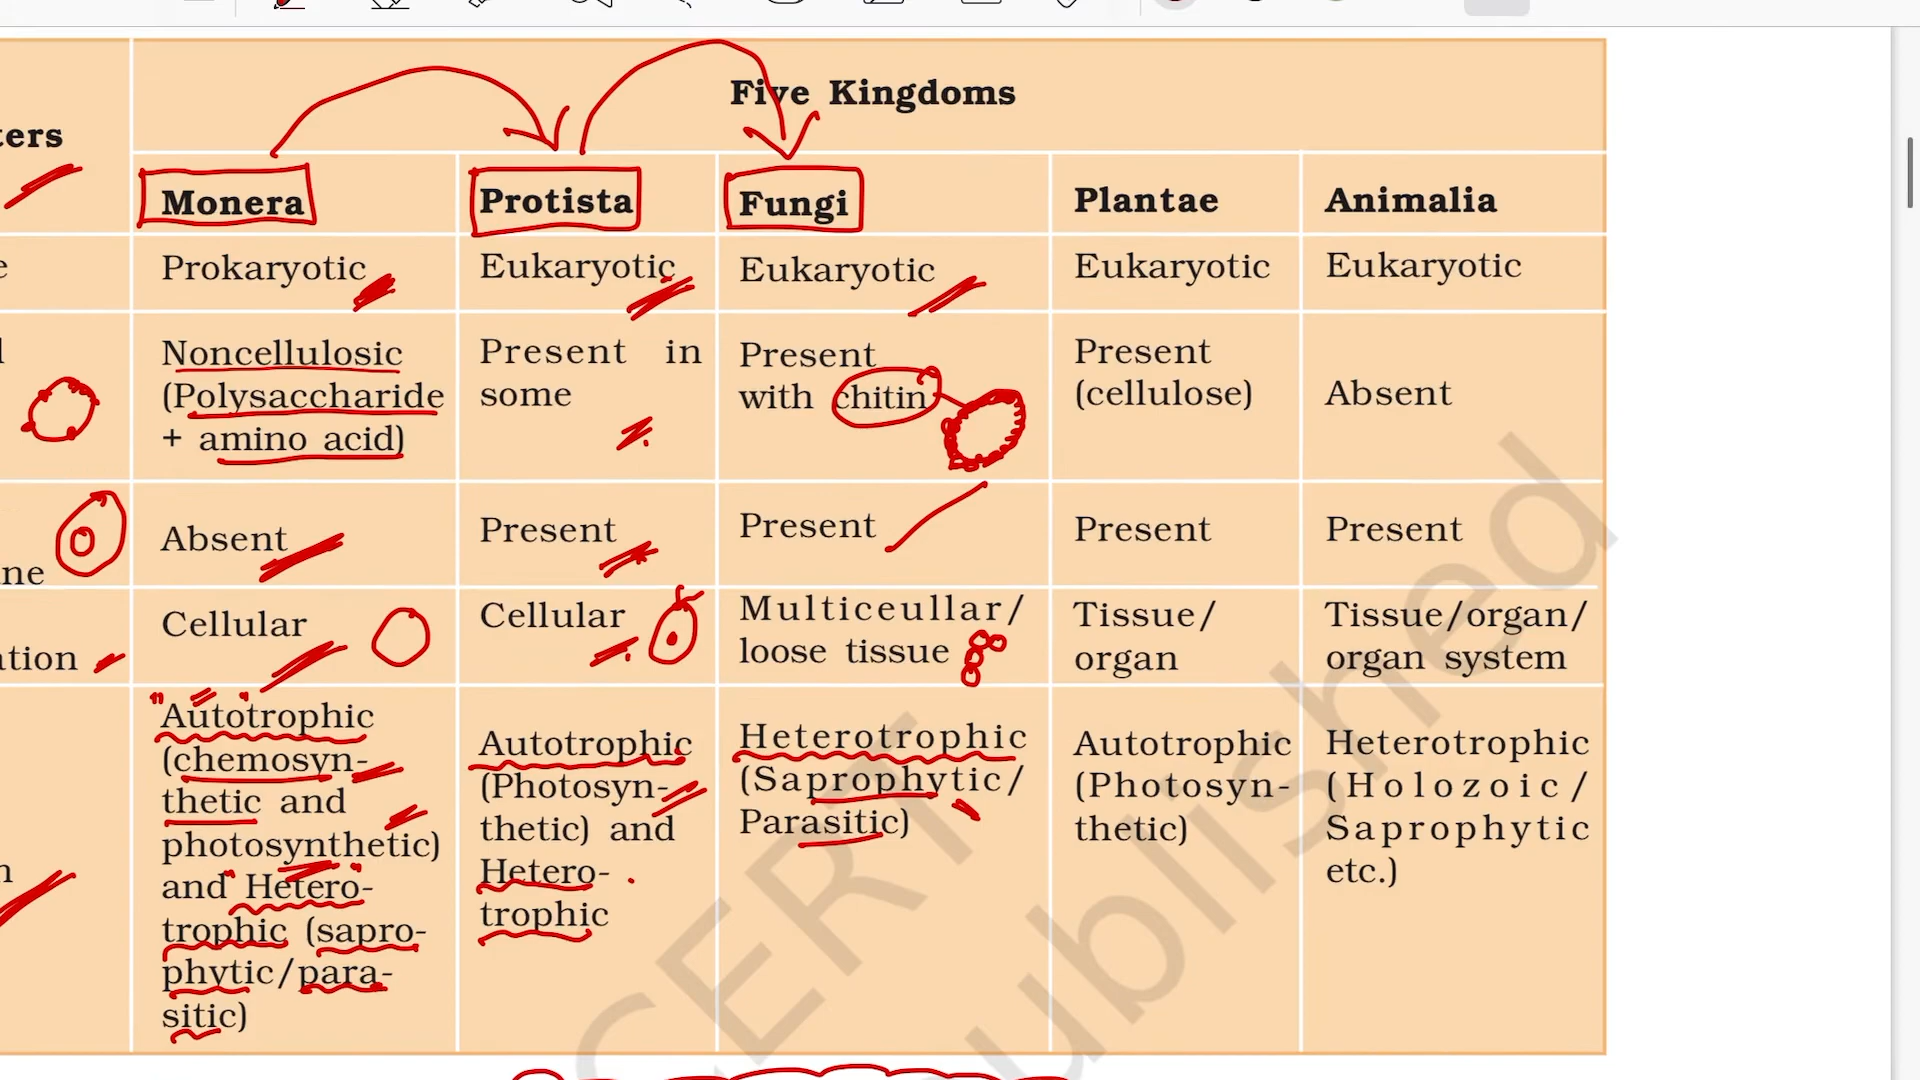 Five Kingdoms
ters
Monera Protista Fungi Plantae Animalia
e Prokaryotic Eukaryotic Eukaryotic Eukaryotic Eukaryotic
l Noncellulosic
(Polysaccharide
+ amino acid)
Present in
some
Present
with chitin
Present
(cellulose)
Absent
ne
Absent Present Present Present Present
ation
Cellular
Cellular
Multiceullar/
loose tissue
Tissue/
organ
Tissue/organ/
organ system
n
Autotrophic
(chemosyn-
thetic and
photosynthetic)
and Hetero-
trophic (sapro-
phytic/para-
sitic)
Autotrophic
(Photosyn-
thetic) and
Hetero-
trophic
Heterotrophic
(Saprophytic/
Parasitic)
Autotrophic
(Photosyn-
thetic)
Heterotrophic
(Holozoic/
Saprophytic
etc.)
CERT
ublished